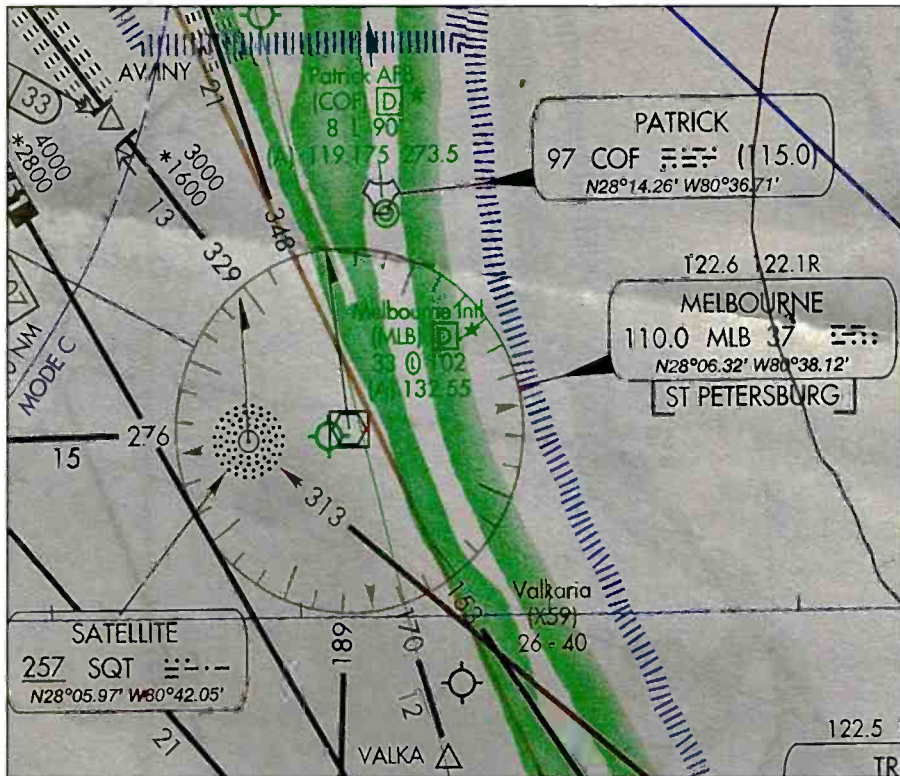 AVINY
Patrick AFB
(COF) D *
8 L 90
(A) 119.175 273.5
PATRICK
97 COF (115.0)
N28°14.26' W80°36.71'
21
33
4000
*2800
3000
*1600
13
329
348
122.6 122.1R
MELBOURNE
110.0 MLB 37
N28°06.32' W80°38.12'
ST PETERSBURG
Melbourne Intl
(MLB) D *
33 L 102
(A) 132.55
NM
MODE C
276
15
313
153
Valkaria
(X59)
26 - 40
SATELLITE
257 SQT
N28°05.97' W80°42.05'
189
170
12
21
VALKA
122.5
TR